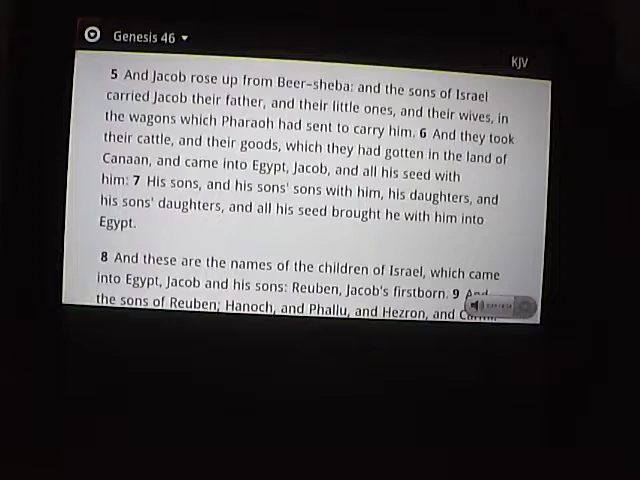 Genesis 46
KJV
5 And Jacob rose up from Beer-sheba: and the sons of Israel
carried Jacob their father, and their little ones, and their wives, in
the wagons which Pharaoh had sent to carry him. 6 And they took
their cattle, and their goods, which they had gotten in the land of
Canaan, and came into Egypt, Jacob, and all his seed with
him: 7 His sons, and his sons' sons with him, his daughters, and
his sons' daughters, and all his seed brought he with him into
Egypt.
8 And these are the names of the children of Israel, which came
into Egypt, Jacob and his sons: Reuben, Jacob's firstborn. 9 And
the sons of Reuben; Hanoch, and Phallu, and Hezron, and